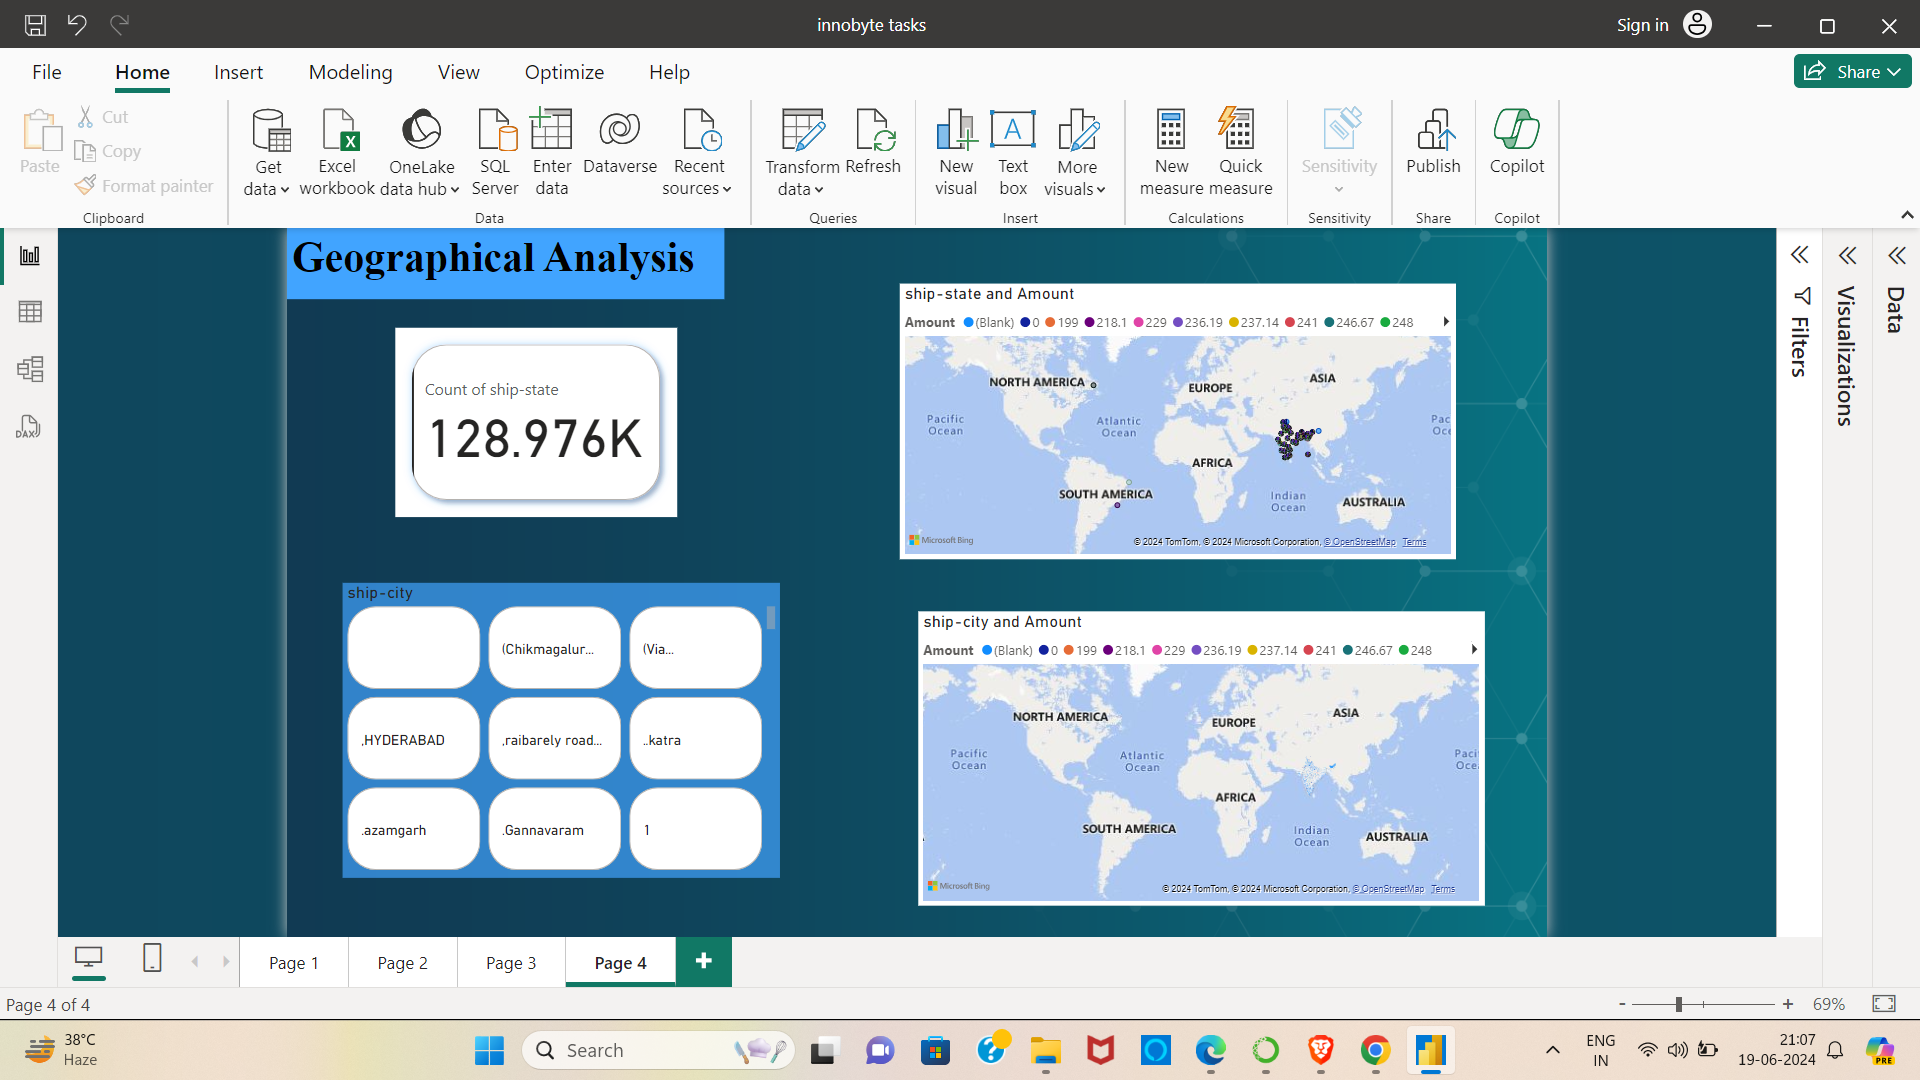 innobyte tasks
Sign in
File Home Insert Modeling View Optimize Help
Share
Paste
Cut
Copy
Format painter
Clipboard
Get data
Excel workbook
OneLake data hub
SQL Server
Enter data
Dataverse
Recent sources
Data
Transform data
Refresh
Queries
New visual
Text box
More visuals
Insert
New measure
Quick measure
Calculations
Sensitivity
Sensitivity
Publish
Share
Copilot
Copilot
Geographical Analysis
Count of ship-state
128.976K
ship-state and Amount
Amount (Blank) 0 199 218.1 229 236.19 237.14 241 246.67 248
NORTH AMERICA
EUROPE
ASIA
Pacific Ocean
Atlantic Ocean
Pac
Oce
AFRICA
SOUTH AMERICA
Indian Ocean
AUSTRALIA
Microsoft Bing
© 2024 TomTom, © 2024 Microsoft Corporation, © OpenStreetMap Terms
ship-city
(Chikmagalur...
(Via...
,HYDERABAD
,raibarely road...
..katra
.azamgarh
.Gannavaram
1
ship-city and Amount
Amount (Blank) 0 199 218.1 229 236.19 237.14 241 246.67 248
NORTH AMERICA
EUROPE
ASIA
Pacific Ocean
Atlantic Ocean
Paci
Oce
AFRICA
SOUTH AMERICA
Indian Ocean
AUSTRALIA
Microsoft Bing
© 2024 TomTom, © 2024 Microsoft Corporation, © OpenStreetMap Terms
Filters
Visualizations
Data
DAX
Page 1 Page 2 Page 3 Page 4
Page 4 of 4
69%
38°C
Haze
Search
ENG
IN
21:07
19-06-2024
PRE